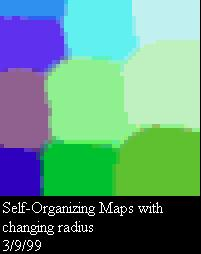 Self-Organizing Maps with
changing radius
3/9/99